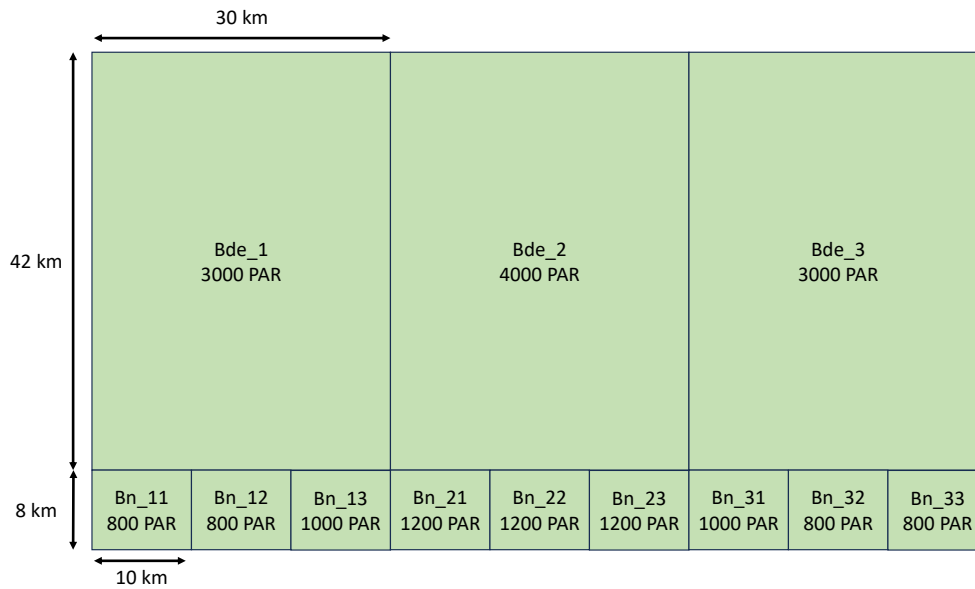 30 km
42 km
Bde_1
3000 PAR
Bde_2
4000 PAR
Bde_3
3000 PAR
8 km
Bn_11
800 PAR
Bn_12
800 PAR
Bn_13
1000 PAR
Bn_21
1200 PAR
Bn_22
1200 PAR
Bn_23
1200 PAR
Bn_31
1000 PAR
Bn_32
800 PAR
Bn_33
800 PAR
10 km